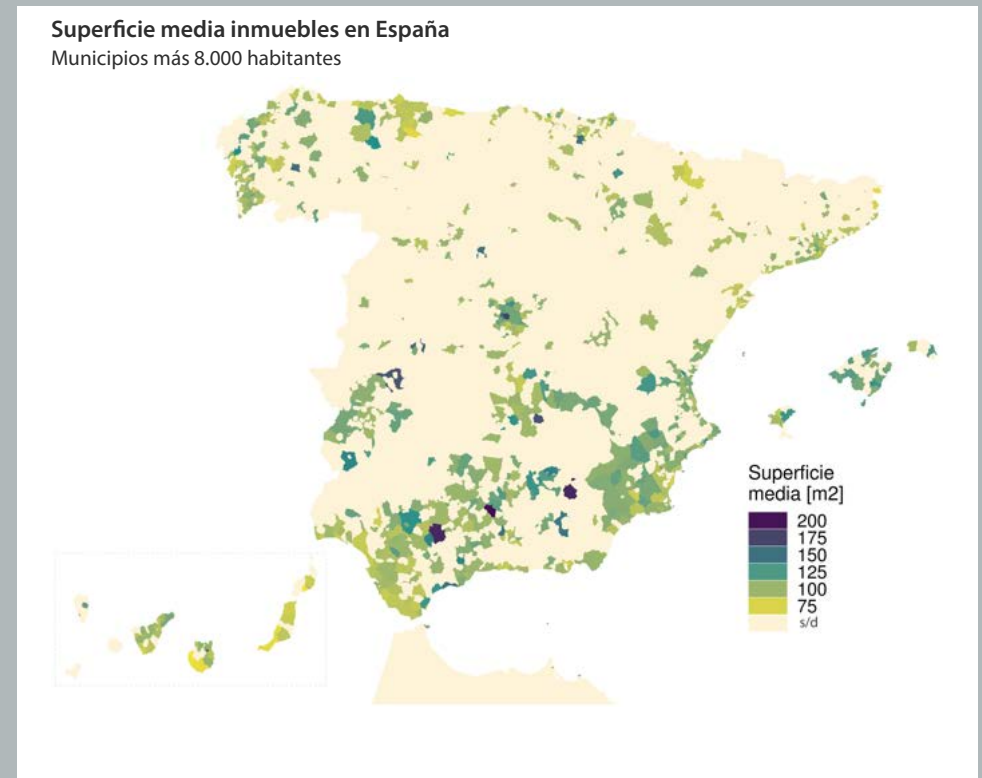 Superficie media inmuebles en España
Municipios más 8.000 habitantes
Superficie
media [m2]
200
175
150
125
100
75
s/d